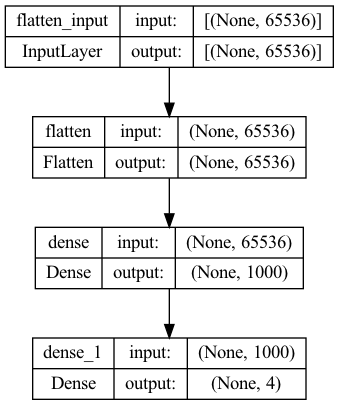 flatten_input input: [(None, 65536)]
InputLayer output: [(None, 65536)]
flatten input: (None, 65536)
Flatten output: (None, 65536)
dense input: (None, 65536)
Dense output: (None, 1000)
dense_1 input: (None, 1000)
Dense output: (None, 4)